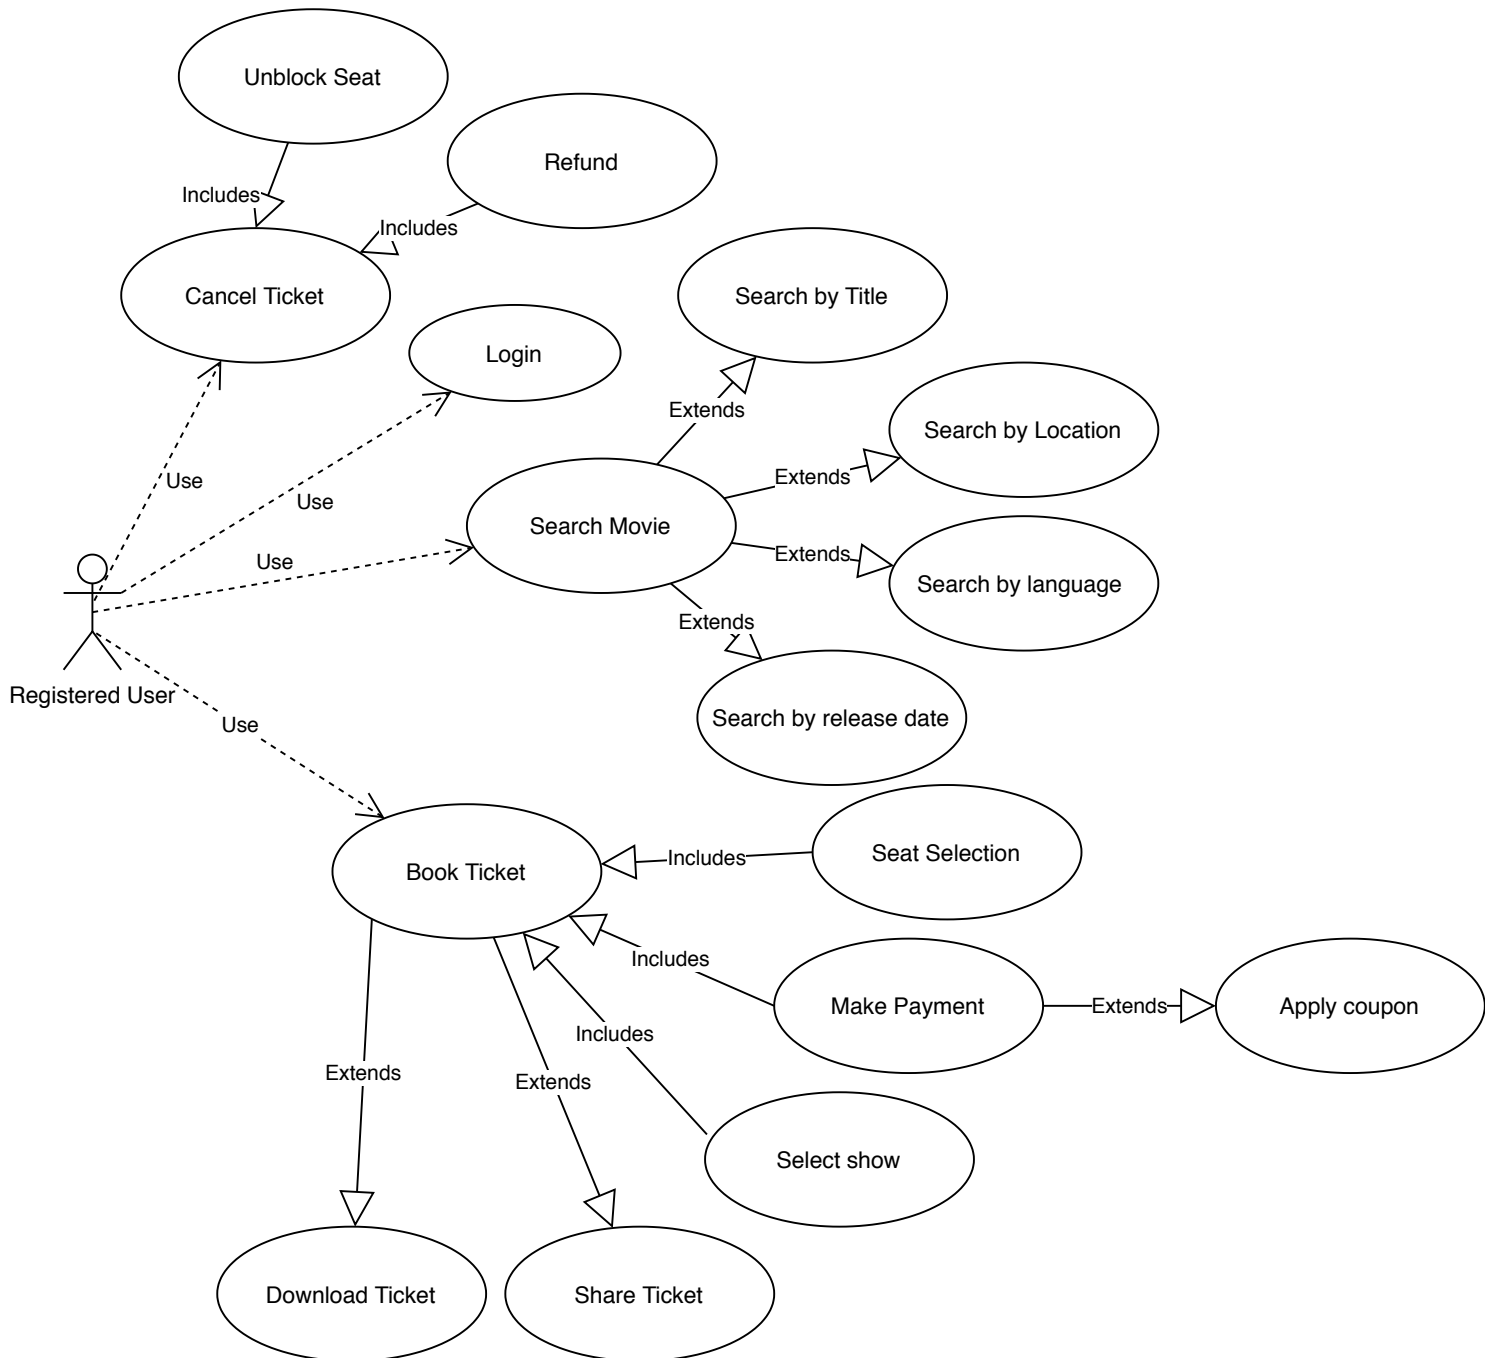 Unblock Seat
Refund
Includes
Includes
Cancel Ticket
Search by Title
Login
Extends
Search by Location
Extends
Use
Use
Search Movie
Extends
Use
Search by language
Extends
Registered User
Search by release date
Use
Seat Selection
Includes
Book Ticket
Includes
Make Payment
Extends
Apply coupon
Includes
Extends
Extends
Select show
Download Ticket
Share Ticket